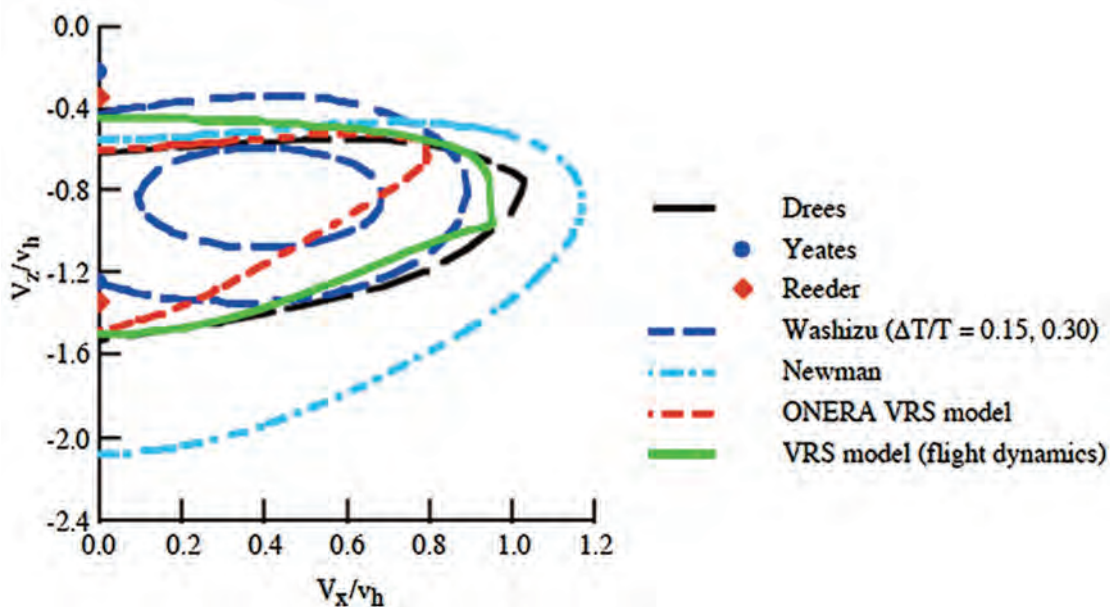 0.0
-0.4
-0.8
-1.2
-1.6
-2.0
-2.4
Vz/vh
0.0 0.2 0.4 0.6 0.8 1.0 1.2
Vx/vh
Drees
Yeates
Reeder
Washizu (ΔT/T = 0.15, 0.30)
Newman
ONERA VRS model
VRS model (flight dynamics)